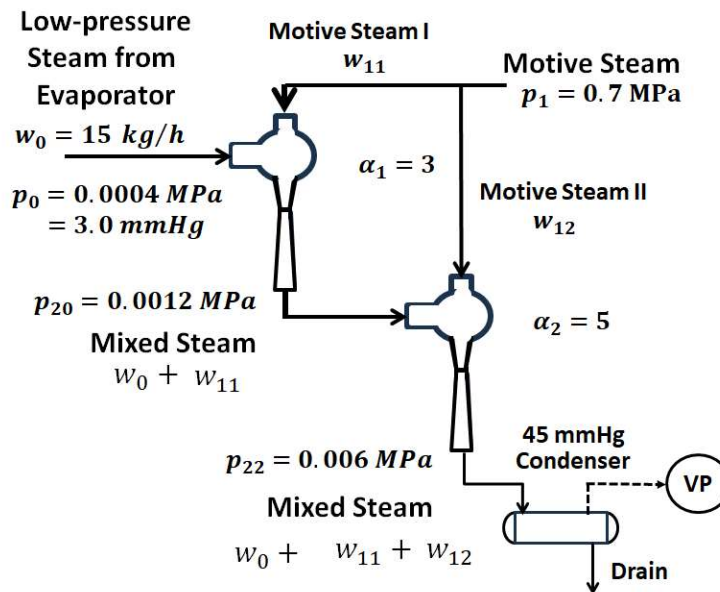 Low-pressure
Steam from
Evaporator
w₀ = 15 kg/h
p₀ = 0.0004 MPa
= 3.0 mmHg
Motive Steam I
w₁₁
Motive Steam
p₁ = 0.7 MPa
α₁ = 3
Motive Steam II
w₁₂
p₂₀ = 0.0012 MPa
Mixed Steam
w₀ + w₁₁
α₂ = 5
p₂₂ = 0.006 MPa
Mixed Steam
w₀ + w₁₁ + w₁₂
45 mmHg
Condenser
VP
Drain